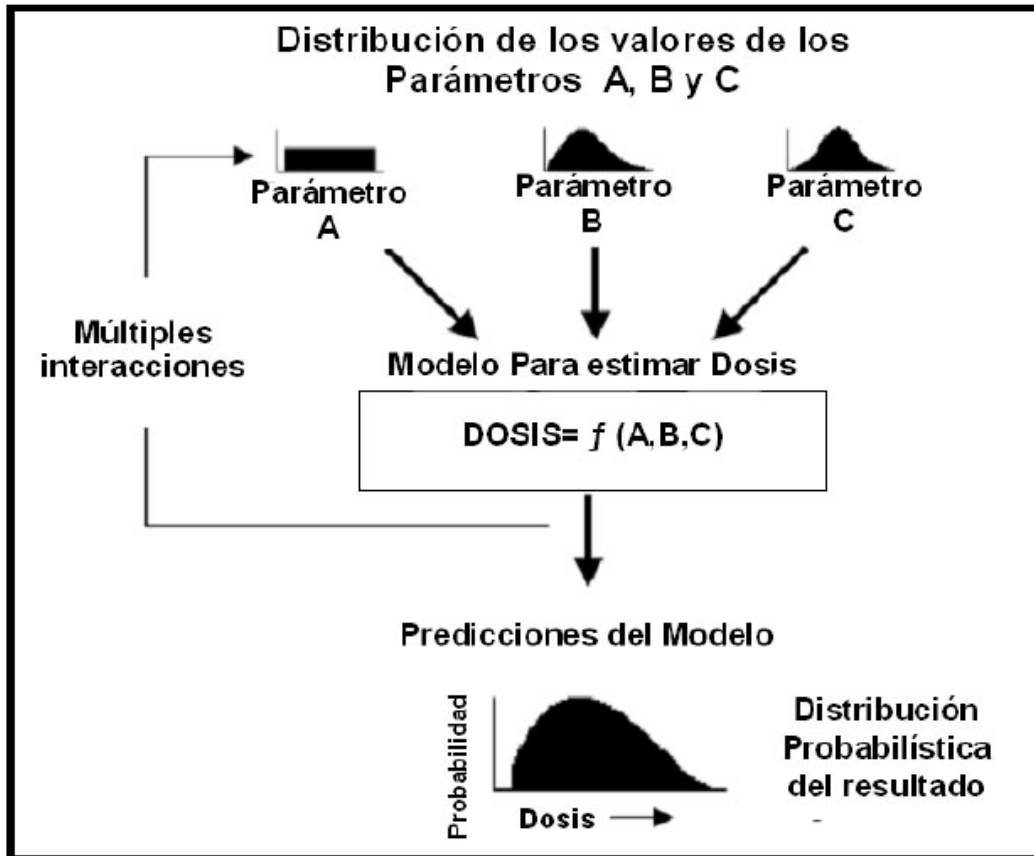 Distribución de los valores de los
Parámetros A, B y C
Parámetro
A
Parámetro
B
Parámetro
C
Múltiples
interacciones
Modelo Para estimar Dosis
DOSIS= ƒ (A,B,C)
Predicciones del Modelo
Probabilidad
Dosis
Distribución
Probabilística
del resultado